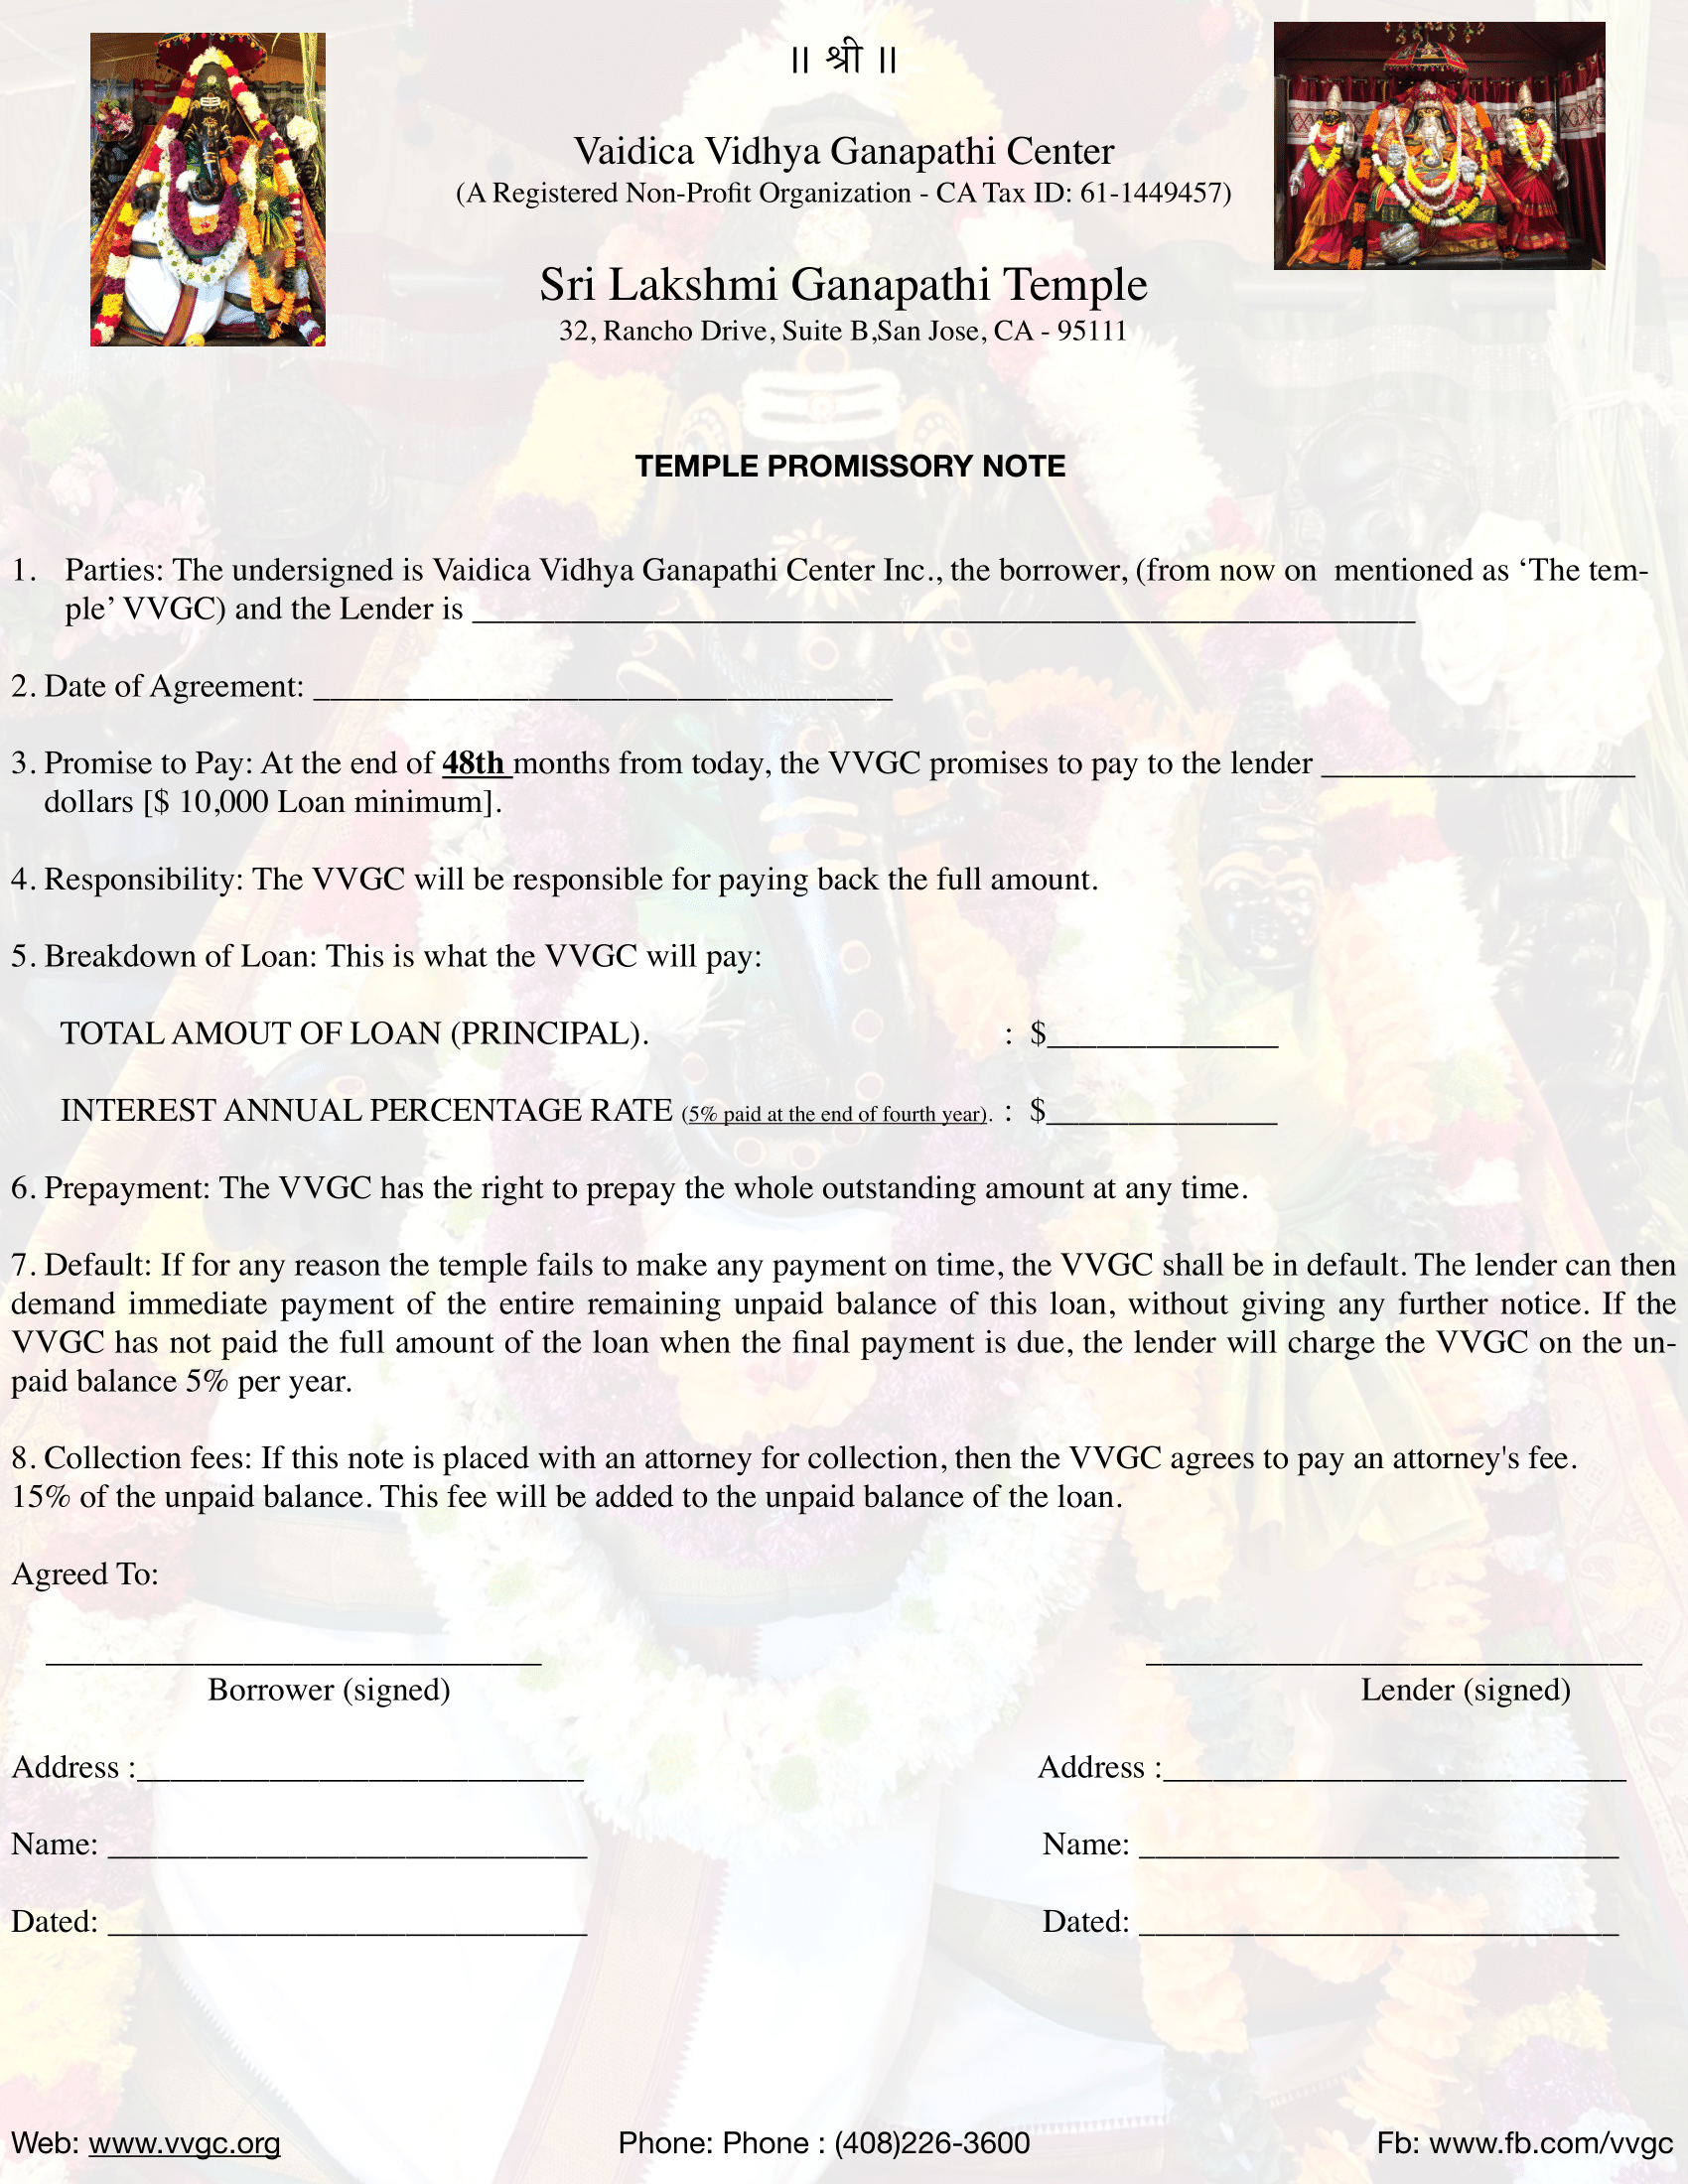 ॥ श्री ॥
Vaidica Vidhya Ganapathi Center
(A Registered Non-Profit Organization - CA Tax ID: 61-1449457)
Sri Lakshmi Ganapathi Temple
32, Rancho Drive, Suite B,San Jose, CA - 95111
TEMPLE PROMISSORY NOTE
1. Parties: The undersigned is Vaidica Vidhya Ganapathi Center Inc., the borrower, (from now on mentioned as ‘The tem-
ple’ VVGC) and the Lender is ___________________________________________________________
2. Date of Agreement: ____________________________________
3. Promise to Pay: At the end of 48th months from today, the VVGC promises to pay to the lender ____________________
dollars [$ 10,000 Loan minimum].
4. Responsibility: The VVGC will be responsible for paying back the full amount.
5. Breakdown of Loan: This is what the VVGC will pay:
TOTAL AMOUT OF LOAN (PRINCIPAL). : $______________
INTEREST ANNUAL PERCENTAGE RATE (5% paid at the end of fourth year). : $______________
6. Prepayment: The VVGC has the right to prepay the whole outstanding amount at any time.
7. Default: If for any reason the temple fails to make any payment on time, the VVGC shall be in default. The lender can then
demand immediate payment of the entire remaining unpaid balance of this loan, without giving any further notice. If the
VVGC has not paid the full amount of the loan when the final payment is due, the lender will charge the VVGC on the un-
paid balance 5% per year.
8. Collection fees: If this note is placed with an attorney for collection, then the VVGC agrees to pay an attorney's fee.
15% of the unpaid balance. This fee will be added to the unpaid balance of the loan.
Agreed To:
______________________________ ______________________________
Borrower (signed) Lender (signed)
Address :___________________________ Address :____________________________
Name: _____________________________ Name: _____________________________
Dated: _____________________________ Dated: _____________________________
Web: www.vvgc.org Phone: Phone : (408)226-3600 Fb: www.fb.com/vvgc